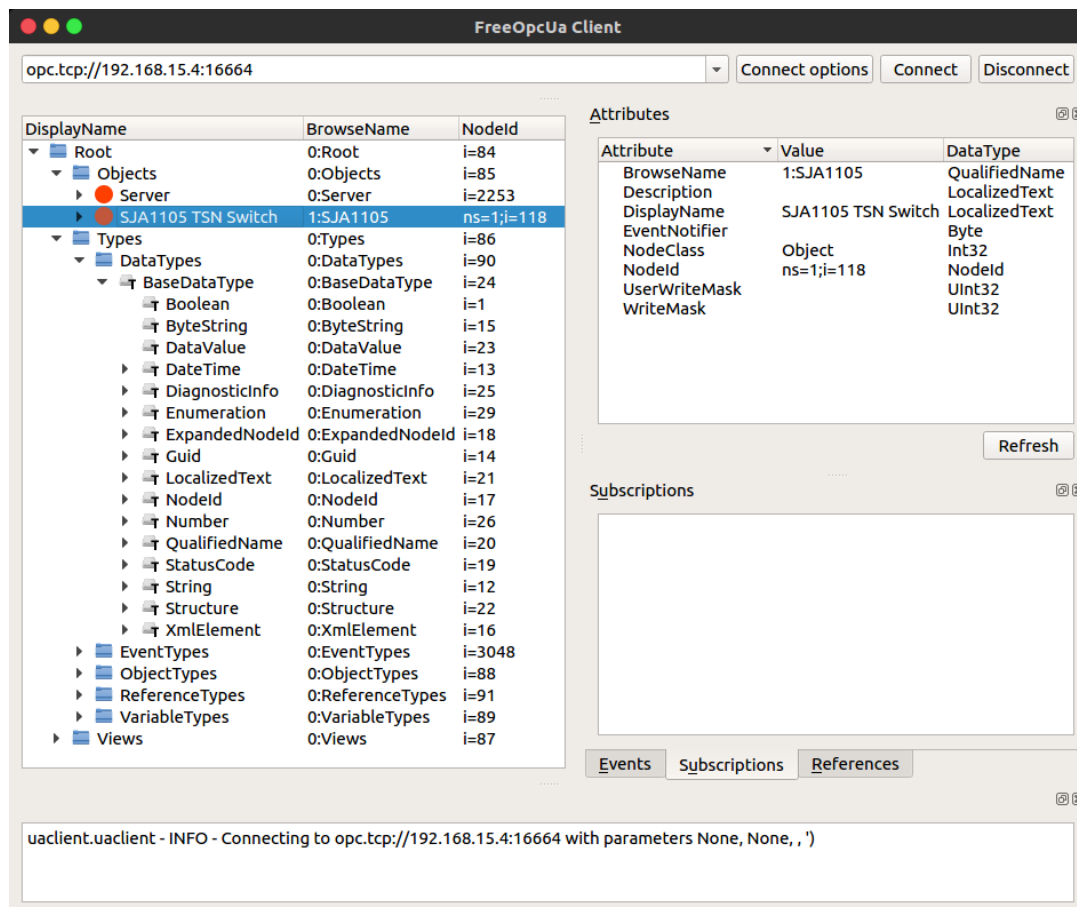 FreeOpcUa Client
opc.tcp://192.168.15.4:16664
Connect options
Connect
Disconnect
DisplayName BrowseName NodeId
Root 0:Root i=84
Objects 0:Objects i=85
Server 0:Server i=2253
SJA1105 TSN Switch 1:SJA1105 ns=1;i=118
Types 0:Types i=86
DataTypes 0:DataTypes i=90
BaseDataType 0:BaseDataType i=24
Boolean 0:Boolean i=1
ByteString 0:ByteString i=15
DataValue 0:DataValue i=23
DateTime 0:DateTime i=13
DiagnosticInfo 0:DiagnosticInfo i=25
Enumeration 0:Enumeration i=29
ExpandedNodeId 0:ExpandedNodeId i=18
Guid 0:Guid i=14
LocalizedText 0:LocalizedText i=21
NodeId 0:NodeId i=17
Number 0:Number i=26
QualifiedName 0:QualifiedName i=20
StatusCode 0:StatusCode i=19
String 0:String i=12
Structure 0:Structure i=22
XmlElement 0:XmlElement i=16
EventTypes 0:EventTypes i=3048
ObjectTypes 0:ObjectTypes i=88
ReferenceTypes 0:ReferenceTypes i=91
VariableTypes 0:VariableTypes i=89
Views 0:Views i=87
Attributes
Attribute Value DataType
BrowseName 1:SJA1105 QualifiedName
Description LocalizedText
DisplayName SJA1105 TSN Switch LocalizedText
EventNotifier Byte
NodeClass Object Int32
NodeId ns=1;i=118 NodeId
UserWriteMask UInt32
WriteMask UInt32
Refresh
Subscriptions
Events
Subscriptions
References
uaclient.uaclient - INFO - Connecting to opc.tcp://192.168.15.4:16664 with parameters None, None, , ')